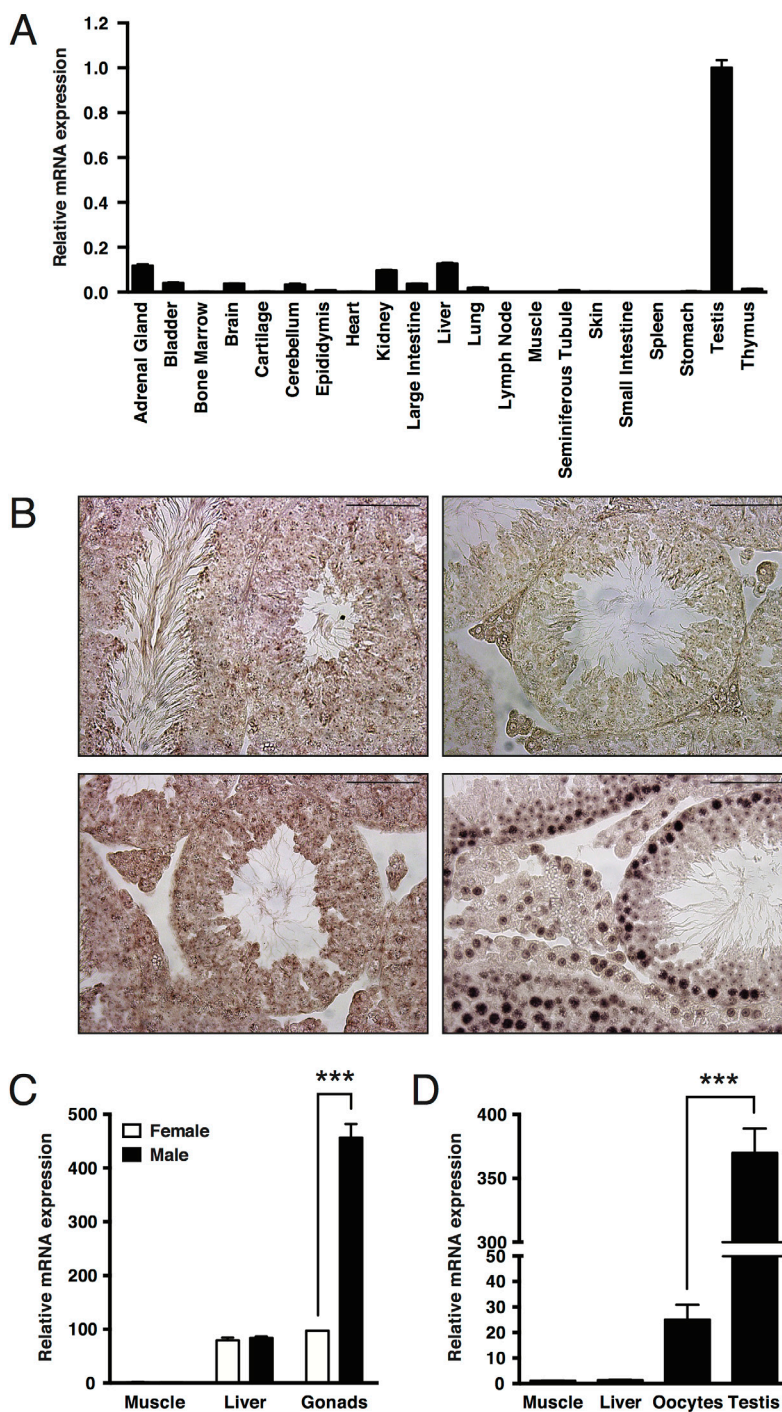 A
Relative mRNA expression
1.2
1.0
0.8
0.6
0.4
0.2
0.0
Adrenal Gland
Bladder
Bone Marrow
Brain
Cartilage
Cerebellum
Epididymis
Heart
Kidney
Large Intestine
Liver
Lung
Lymph Node
Muscle
Seminiferous Tubule
Skin
Small Intestine
Spleen
Stomach
Testis
Thymus
B
C
Relative mRNA expression
500
400
300
200
100
0
Female
Male
***
Muscle Liver Gonads
D
Relative mRNA expression
400
350
300
50
40
30
20
10
0
***
Muscle Liver Oocytes Testis